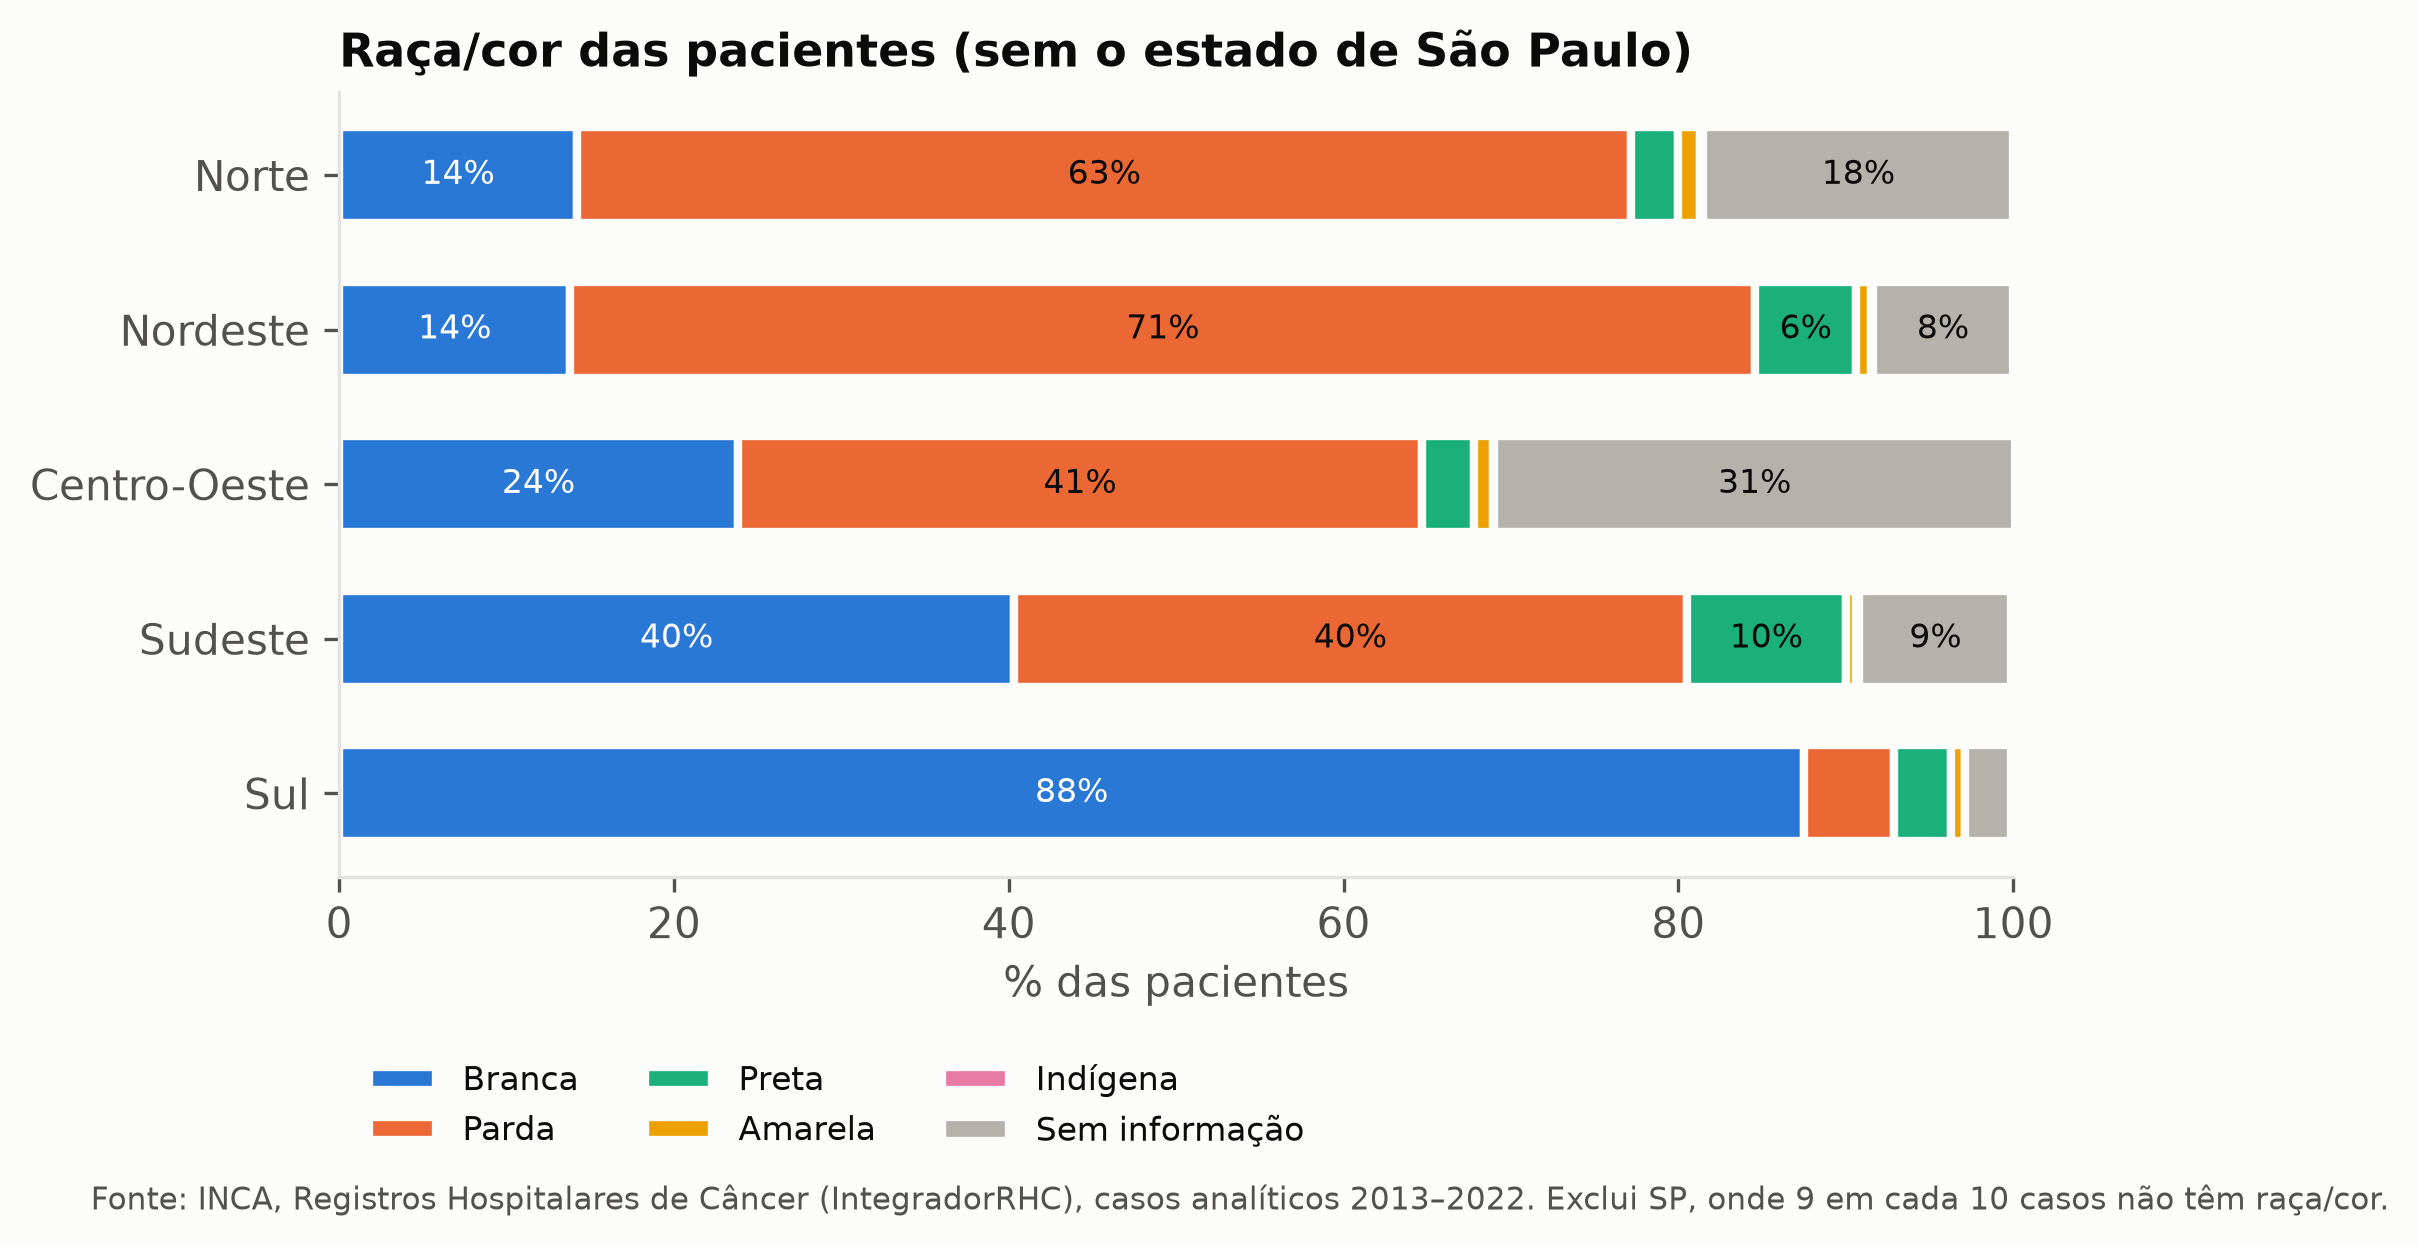 Raça/cor das pacientes (sem o estado de São Paulo)
Norte 14% 63% 18%
Nordeste 14% 71% 6% 8%
Centro-Oeste 24% 41% 31%
Sudeste 40% 40% 10% 9%
Sul 88%
0 20 40 60 80 100
% das pacientes
Branca Preta Indígena
Parda Amarela Sem informação
Fonte: INCA, Registros Hospitalares de Câncer (IntegradorRHC), casos analíticos 2013–2022. Exclui SP, onde 9 em cada 10 casos não têm raça/cor.